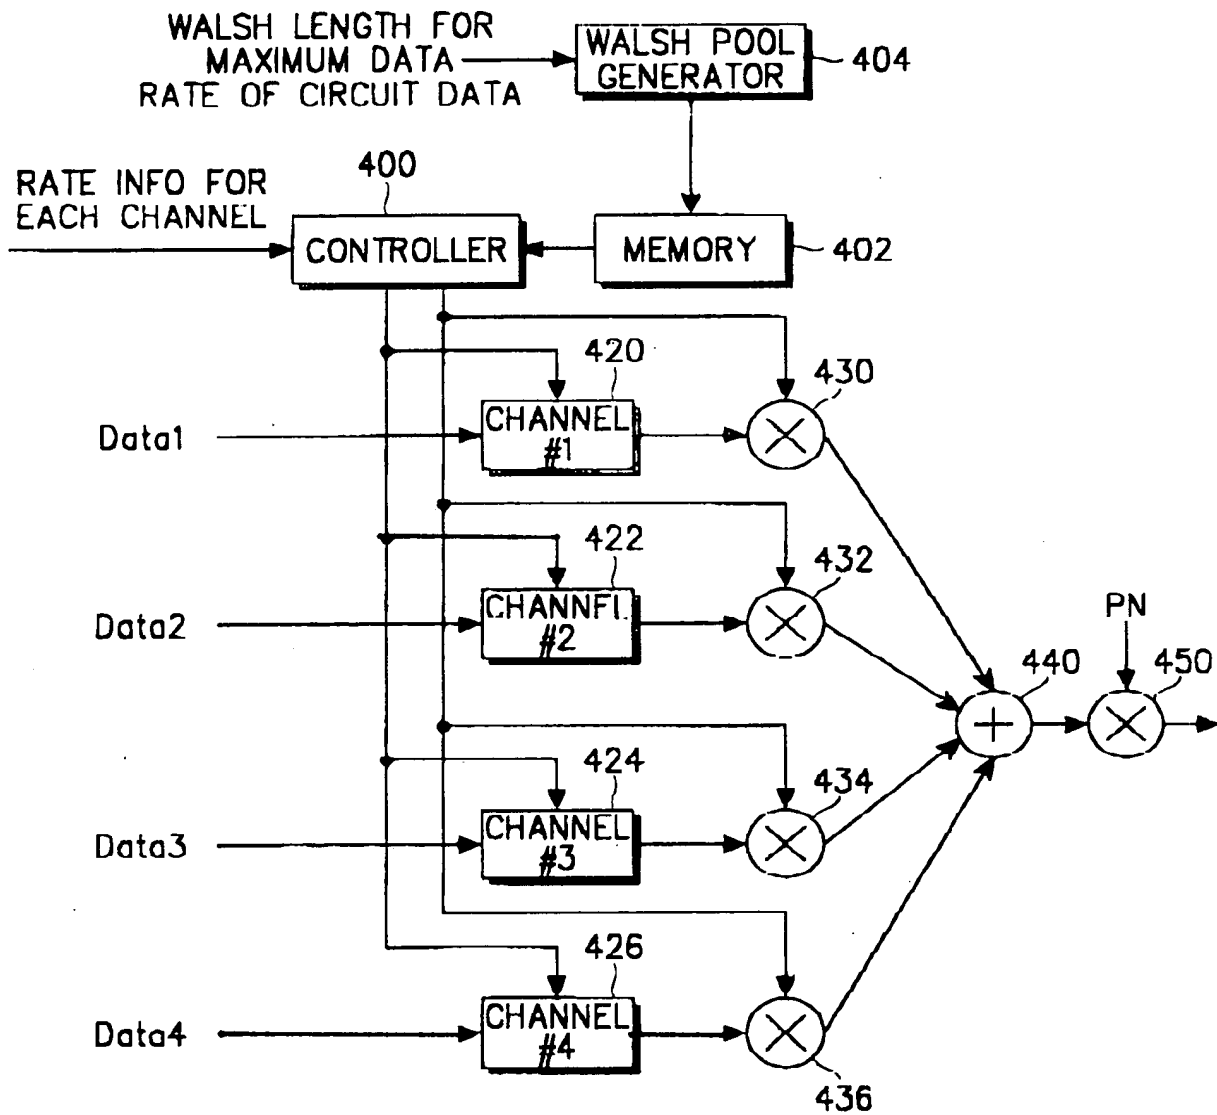 WALSH LENGTH FOR
MAXIMUM DATA
RATE OF CIRCUIT DATA
WALSH POOL
GENERATOR
404
400
RATE INFO FOR
EACH CHANNEL
CONTROLLER
MEMORY
402
420
430
Data1
CHANNEL
#1
422
432
Data2
CHANNEL
#2
PN
440
450
424
434
Data3
CHANNEL
#3
426
Data4
CHANNEL
#4
436